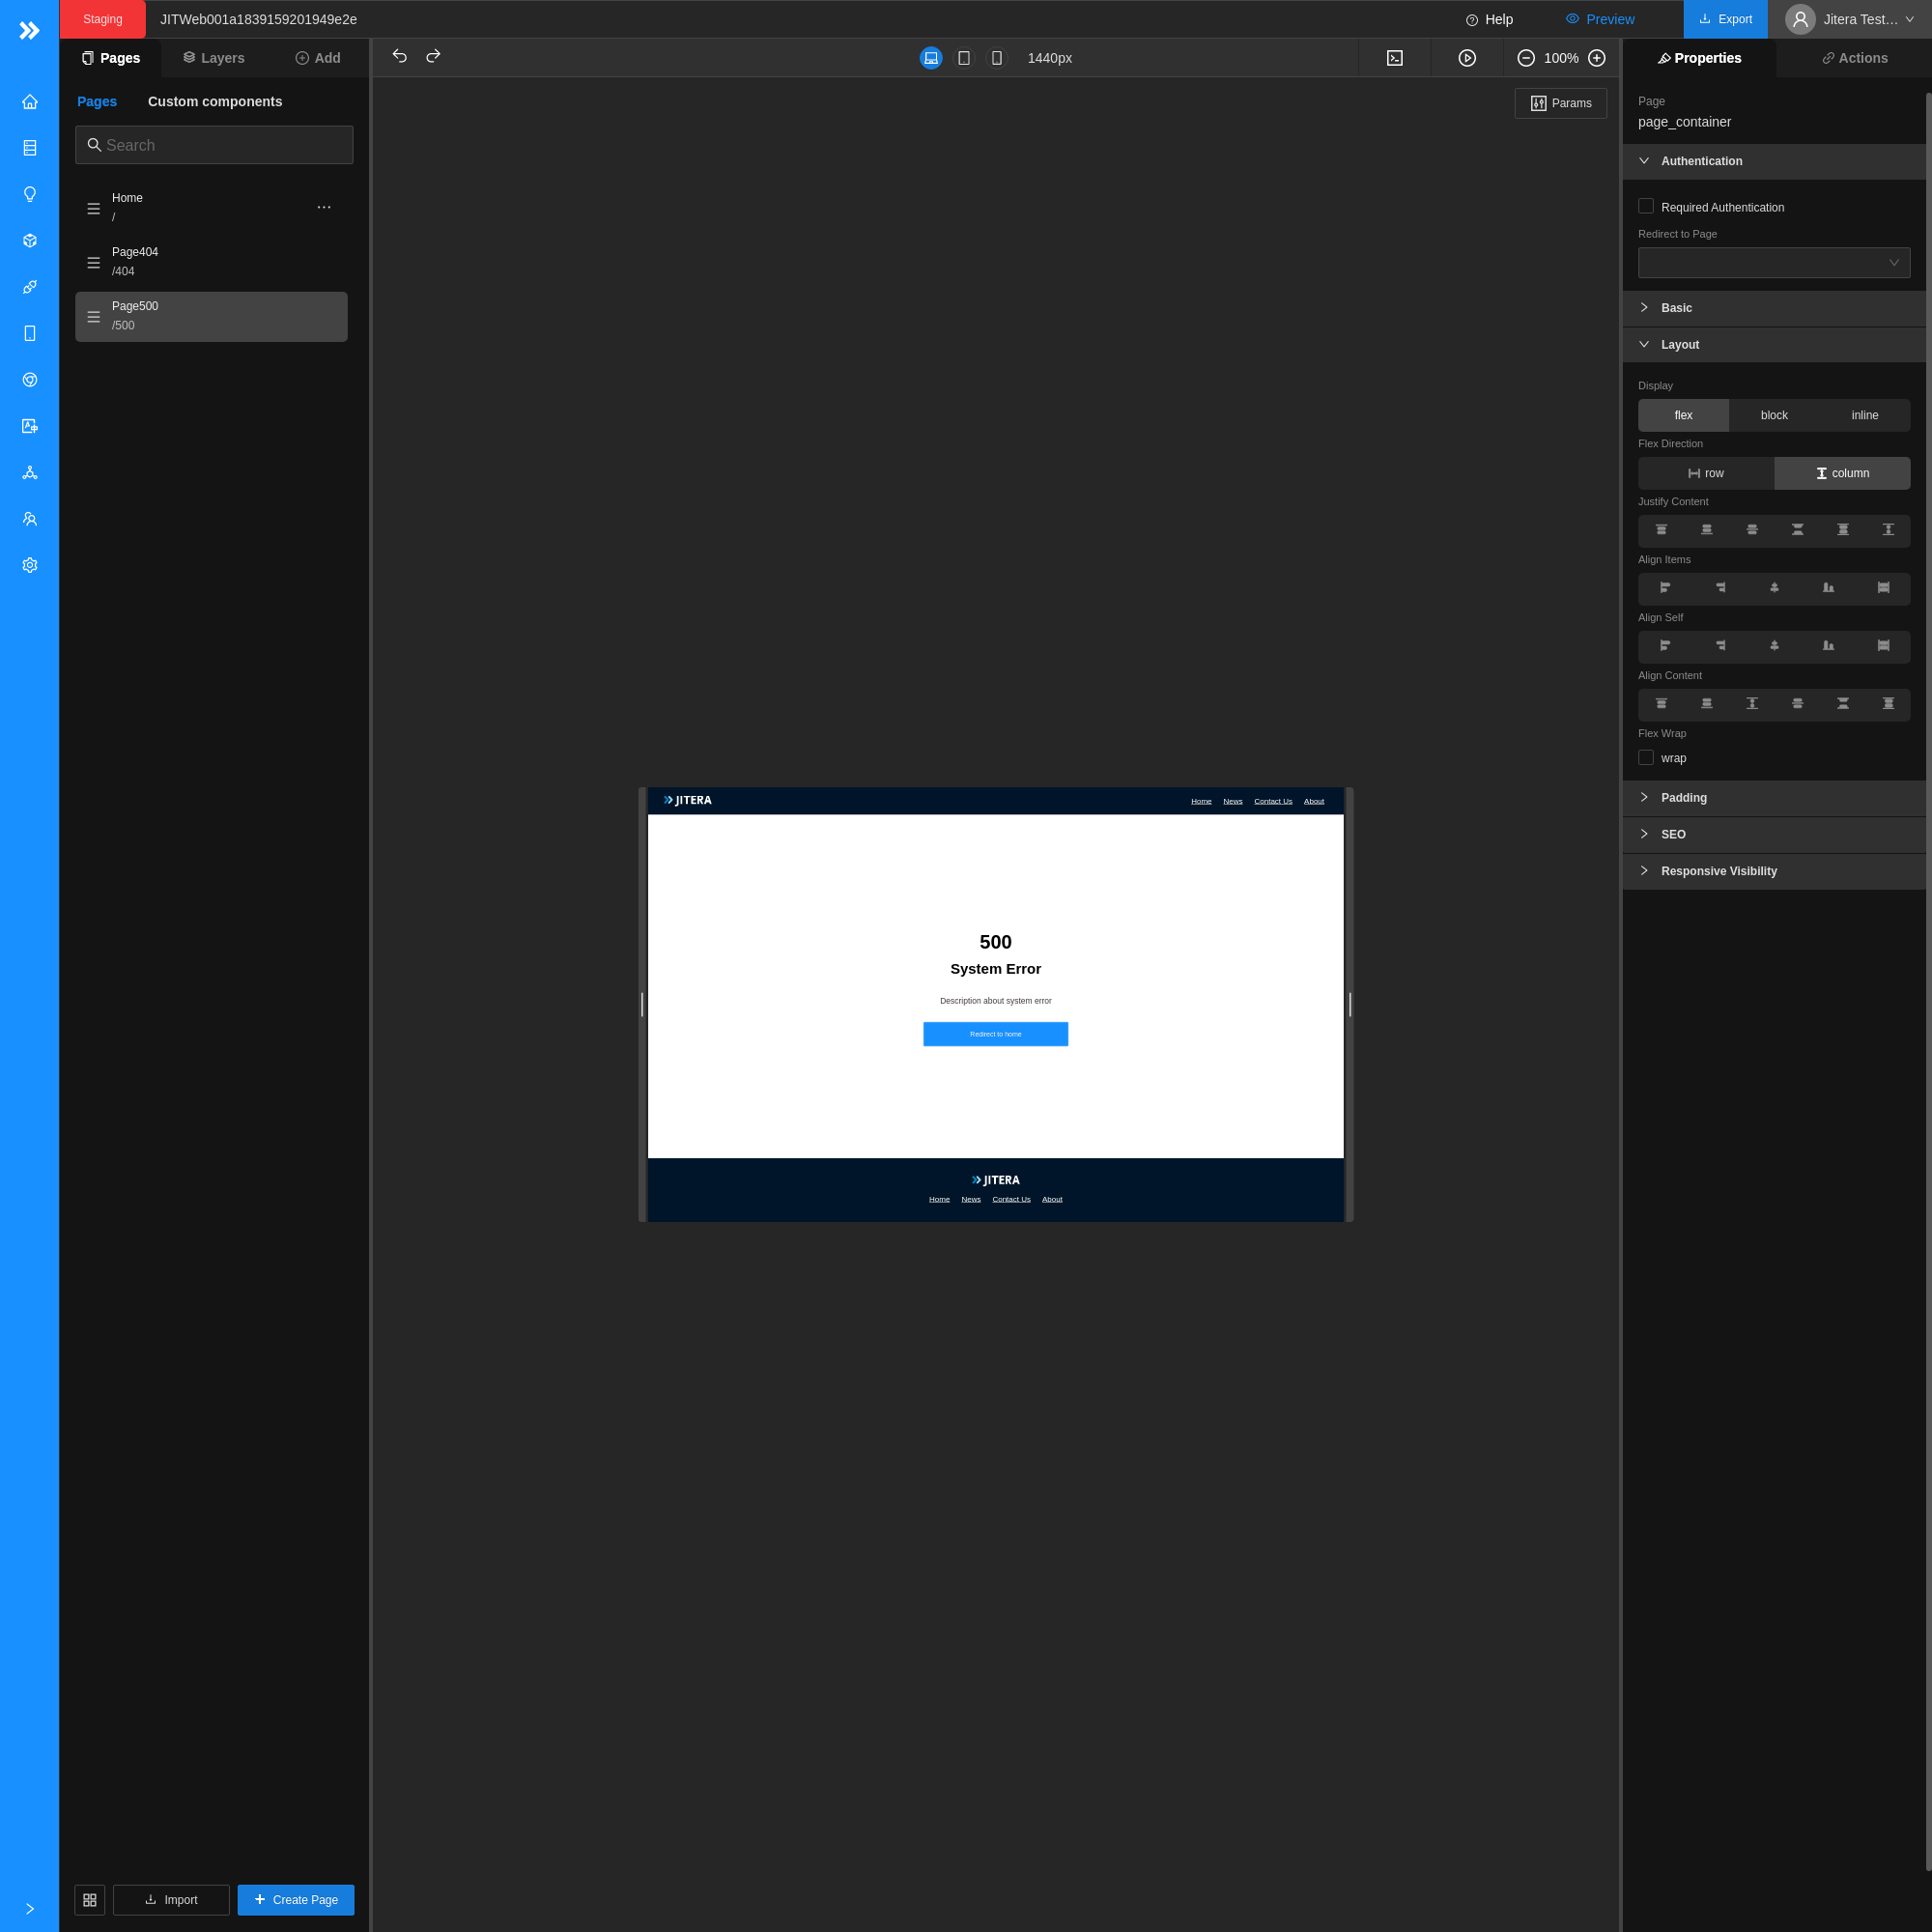 Staging
JITWeb001a1839159201949e2e
Help
Preview
Export
Jitera Test...
Pages
Layers
Add
1440px
100%
Properties
Actions
Pages
Custom components
Search
Home
/
Page404
/404
Page500
/500
Params
JITERA
Home
News
Contact Us
About
500
System Error
Description about system error
Redirect to home
JITERA
Home
News
Contact Us
About
Page
page_container
Authentication
Required Authentication
Redirect to Page
Basic
Layout
Display
flex
block
inline
Flex Direction
row
column
Justify Content
Align Items
Align Self
Align Content
Flex Wrap
wrap
Padding
SEO
Responsive Visibility
Import
Create Page